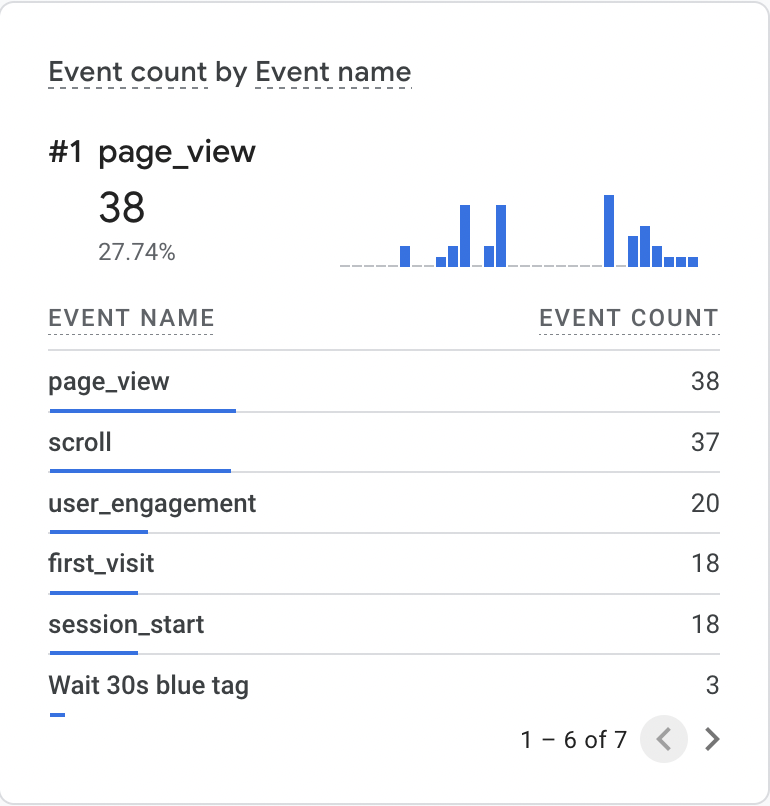 Event count by Event name
#1 page_view
38
27.74%
EVENT NAME EVENT COUNT
page_view 38
scroll 37
user_engagement 20
first_visit 18
session_start 18
Wait 30s blue tag 3
1 – 6 of 7